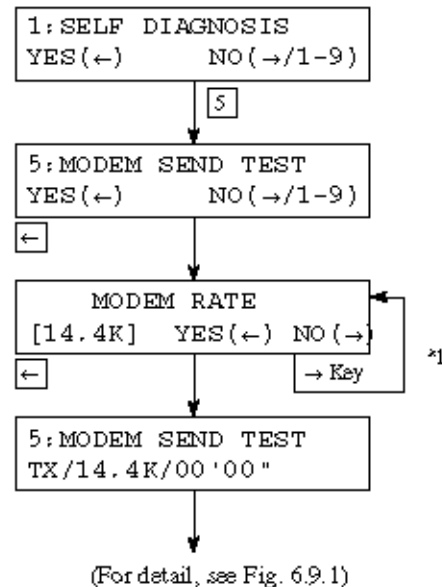 1:SELF DIAGNOSIS
YES(←) NO(→/1-9)
5
5:MODEM SEND TEST
YES(←) NO(→/1-9)
←
MODEM RATE
[14.4K] YES(←) NO(→)
*1
← → Key
5:MODEM SEND TEST
TX/14.4K/00'00"
(For detail, see Fig. 6.9.1)